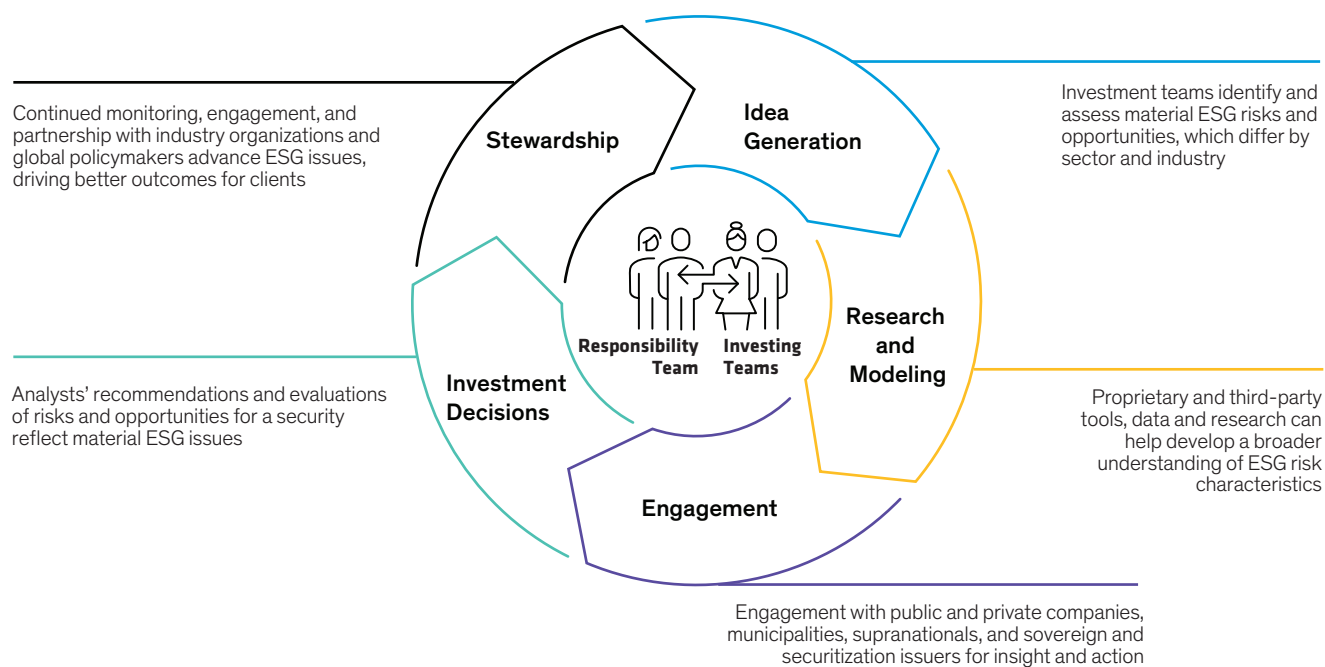 Stewardship
Continued monitoring, engagement, and
partnership with industry organizations and
global policymakers advance ESG issues,
driving better outcomes for clients
Idea
Generation
Investment teams identify and
assess material ESG risks and
opportunities, which differ by
sector and industry
Responsibility
Team
Investing
Teams
Research
and
Modeling
Proprietary and third-party
tools, data and research can
help develop a broader
understanding of ESG risk
characteristics
Investment
Decisions
Analysts’ recommendations and evaluations
of risks and opportunities for a security
reflect material ESG issues
Engagement
Engagement with public and private companies,
municipalities, supranationals, and sovereign and
securitization issuers for insight and action